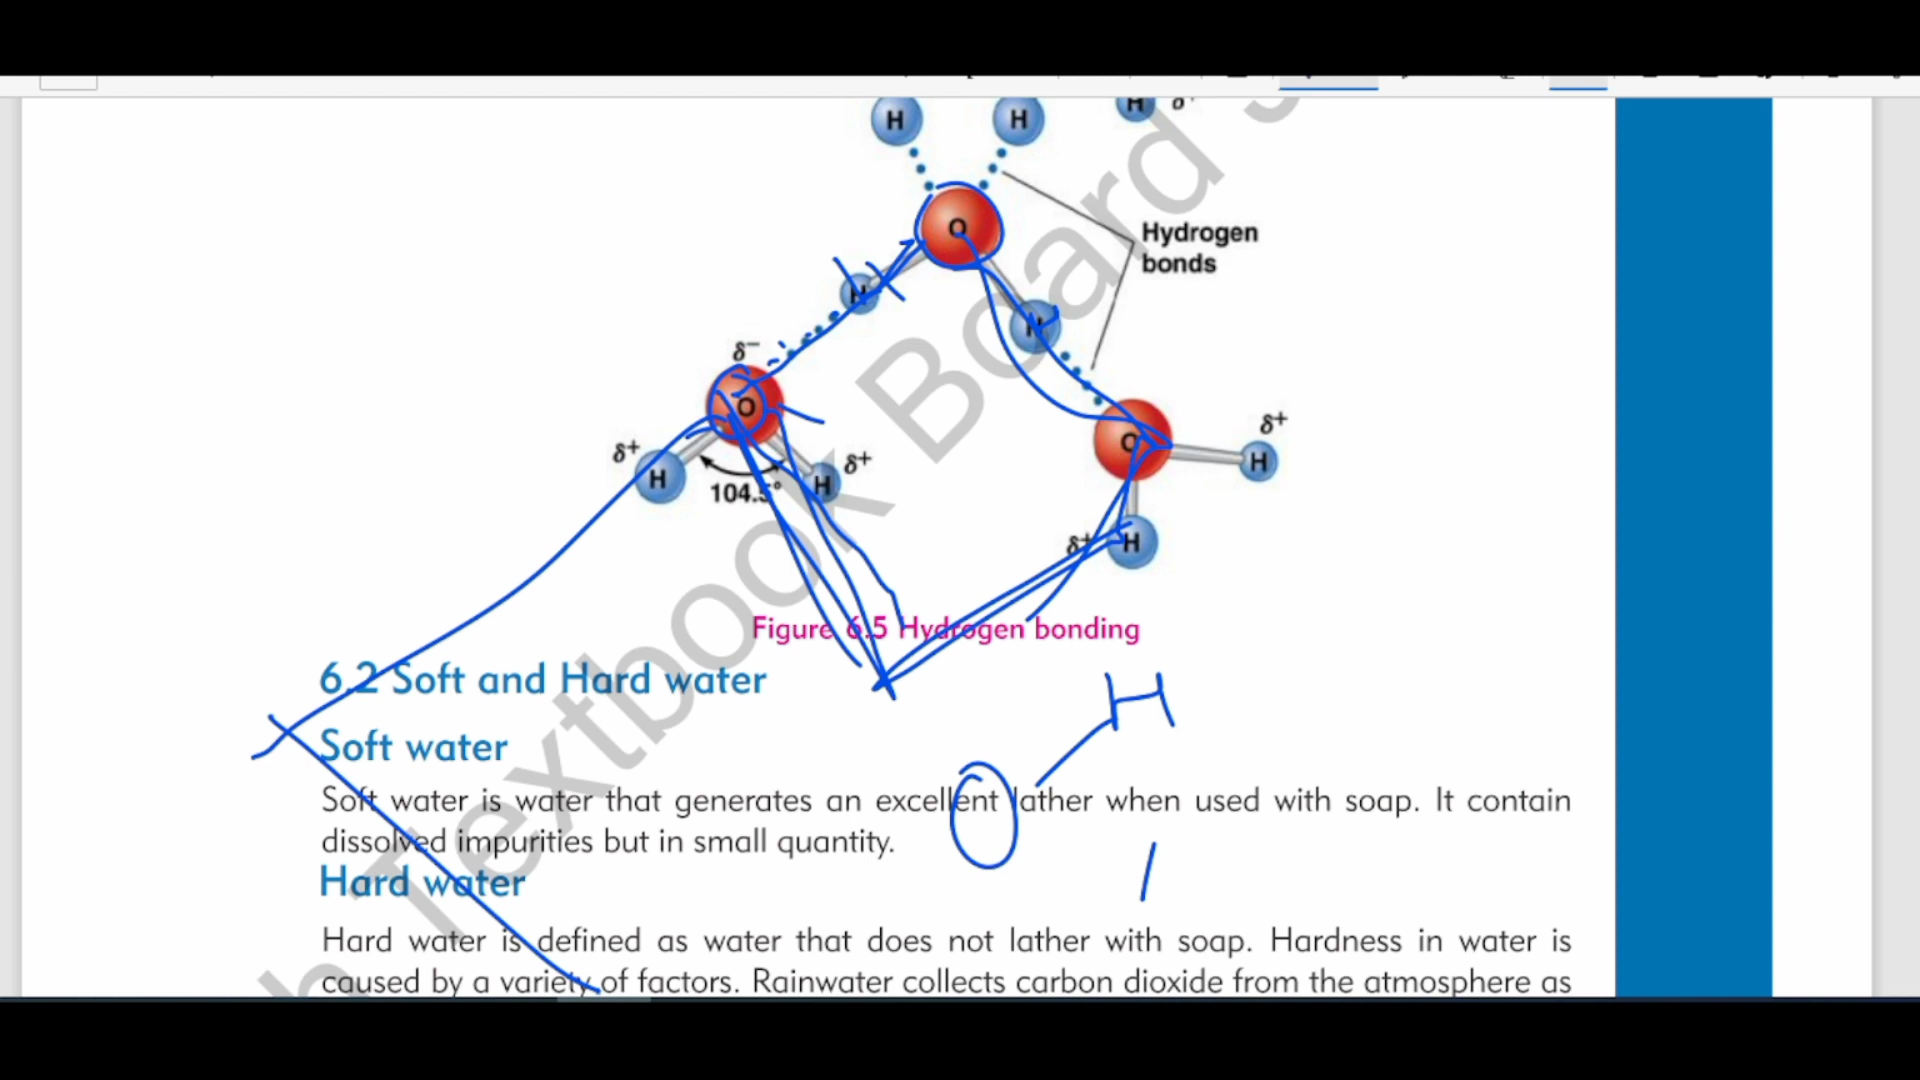 H H H δ+
O
Hydrogen
bonds
H H
δ−
O O δ+
δ+ H δ+ H H
104.5°
δ+ H
Figure 6.5 Hydrogen bonding
6.2 Soft and Hard water
H
Soft water
O
Soft water is water that generates an excellent lather when used with soap. It contain
dissolved impurities but in small quantity.
Hard water
Hard water is defined as water that does not lather with soap. Hardness in water is
caused by a variety of factors. Rainwater collects carbon dioxide from the atmosphere as
Textbook Board